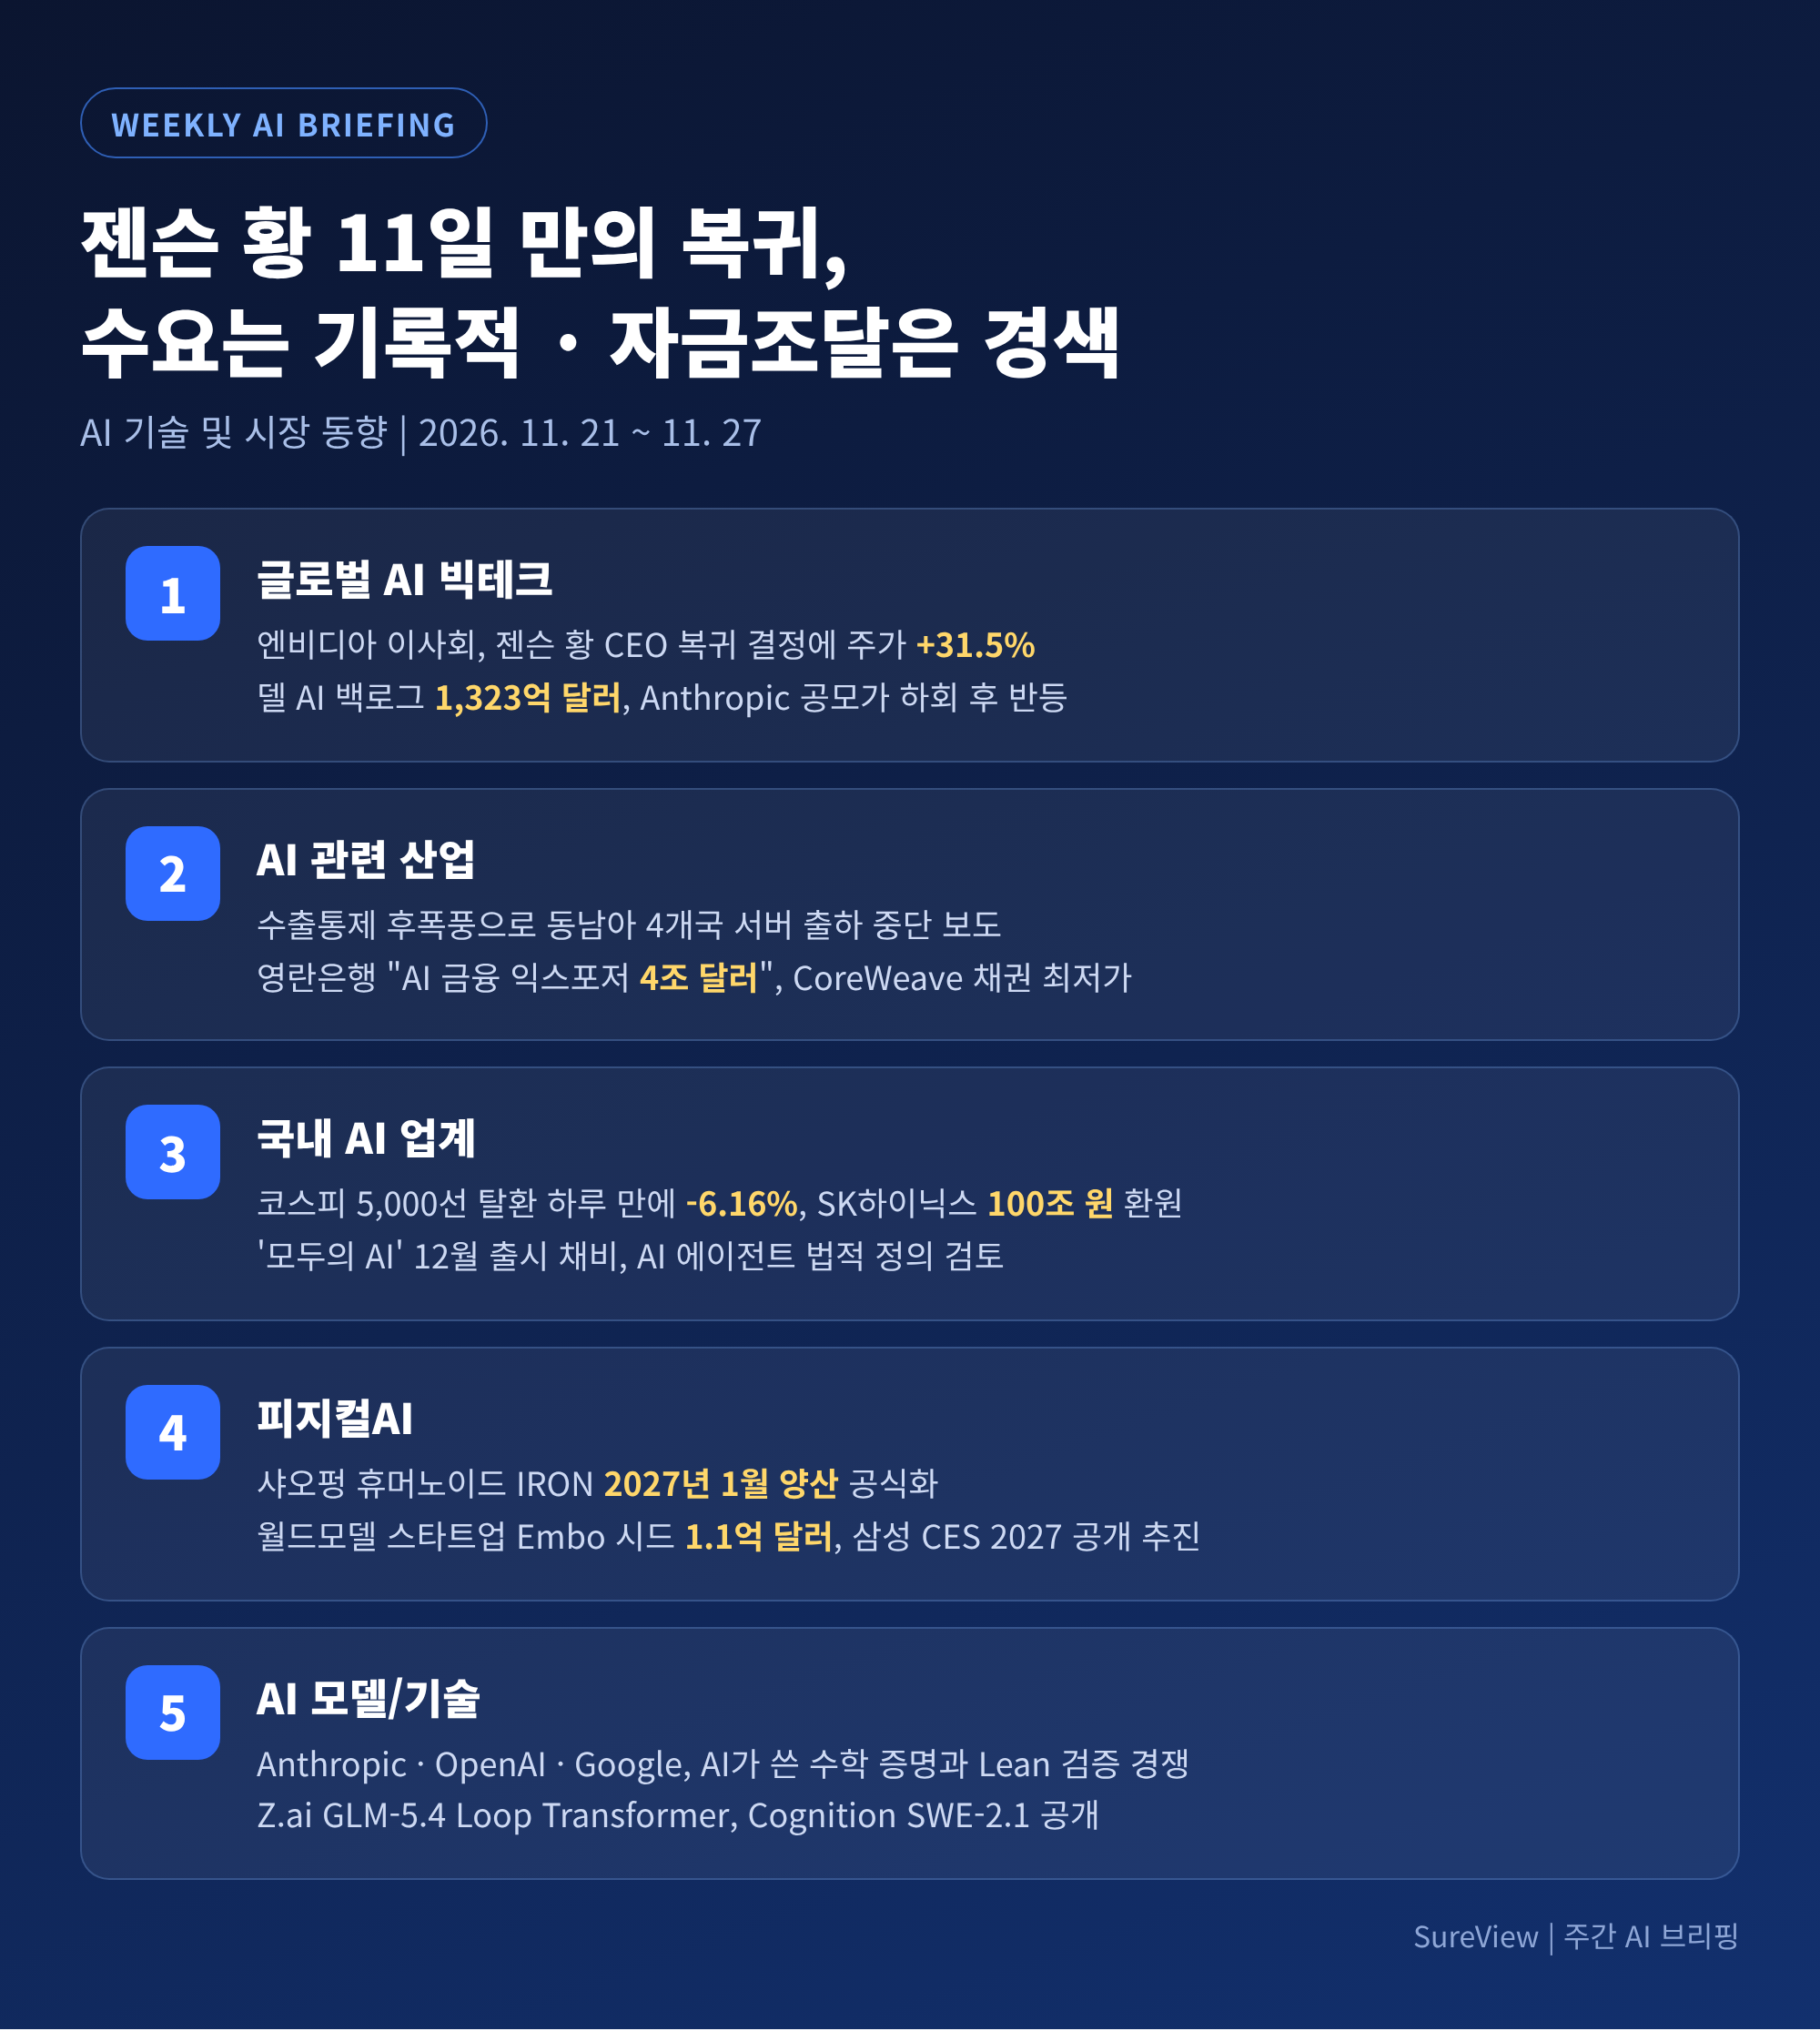 WEEKLY AI BRIEFING
젠슨 황 11일 만의 복귀,
수요는 기록적 · 자금조달은 경색
AI 기술 및 시장 동향 | 2026. 11. 21 ~ 11. 27
1
글로벌 AI 빅테크
엔비디아 이사회, 젠슨 황 CEO 복귀 결정에 주가 +31.5%
델 AI 백로그 1,323억 달러, Anthropic 공모가 하회 후 반등
2
AI 관련 산업
수출통제 후폭풍으로 동남아 4개국 서버 출하 중단 보도
영란은행 "AI 금융 익스포저 4조 달러", CoreWeave 채권 최저가
3
국내 AI 업계
코스피 5,000선 탈환 하루 만에 -6.16%, SK하이닉스 100조 원 환원
'모두의 AI' 12월 출시 채비, AI 에이전트 법적 정의 검토
4
피지컬AI
샤오펑 휴머노이드 IRON 2027년 1월 양산 공식화
월드모델 스타트업 Embo 시드 1.1억 달러, 삼성 CES 2027 공개 추진
5
AI 모델/기술
Anthropic · OpenAI · Google, AI가 쓴 수학 증명과 Lean 검증 경쟁
Z.ai GLM-5.4 Loop Transformer, Cognition SWE-2.1 공개
SureView | 주간 AI 브리핑